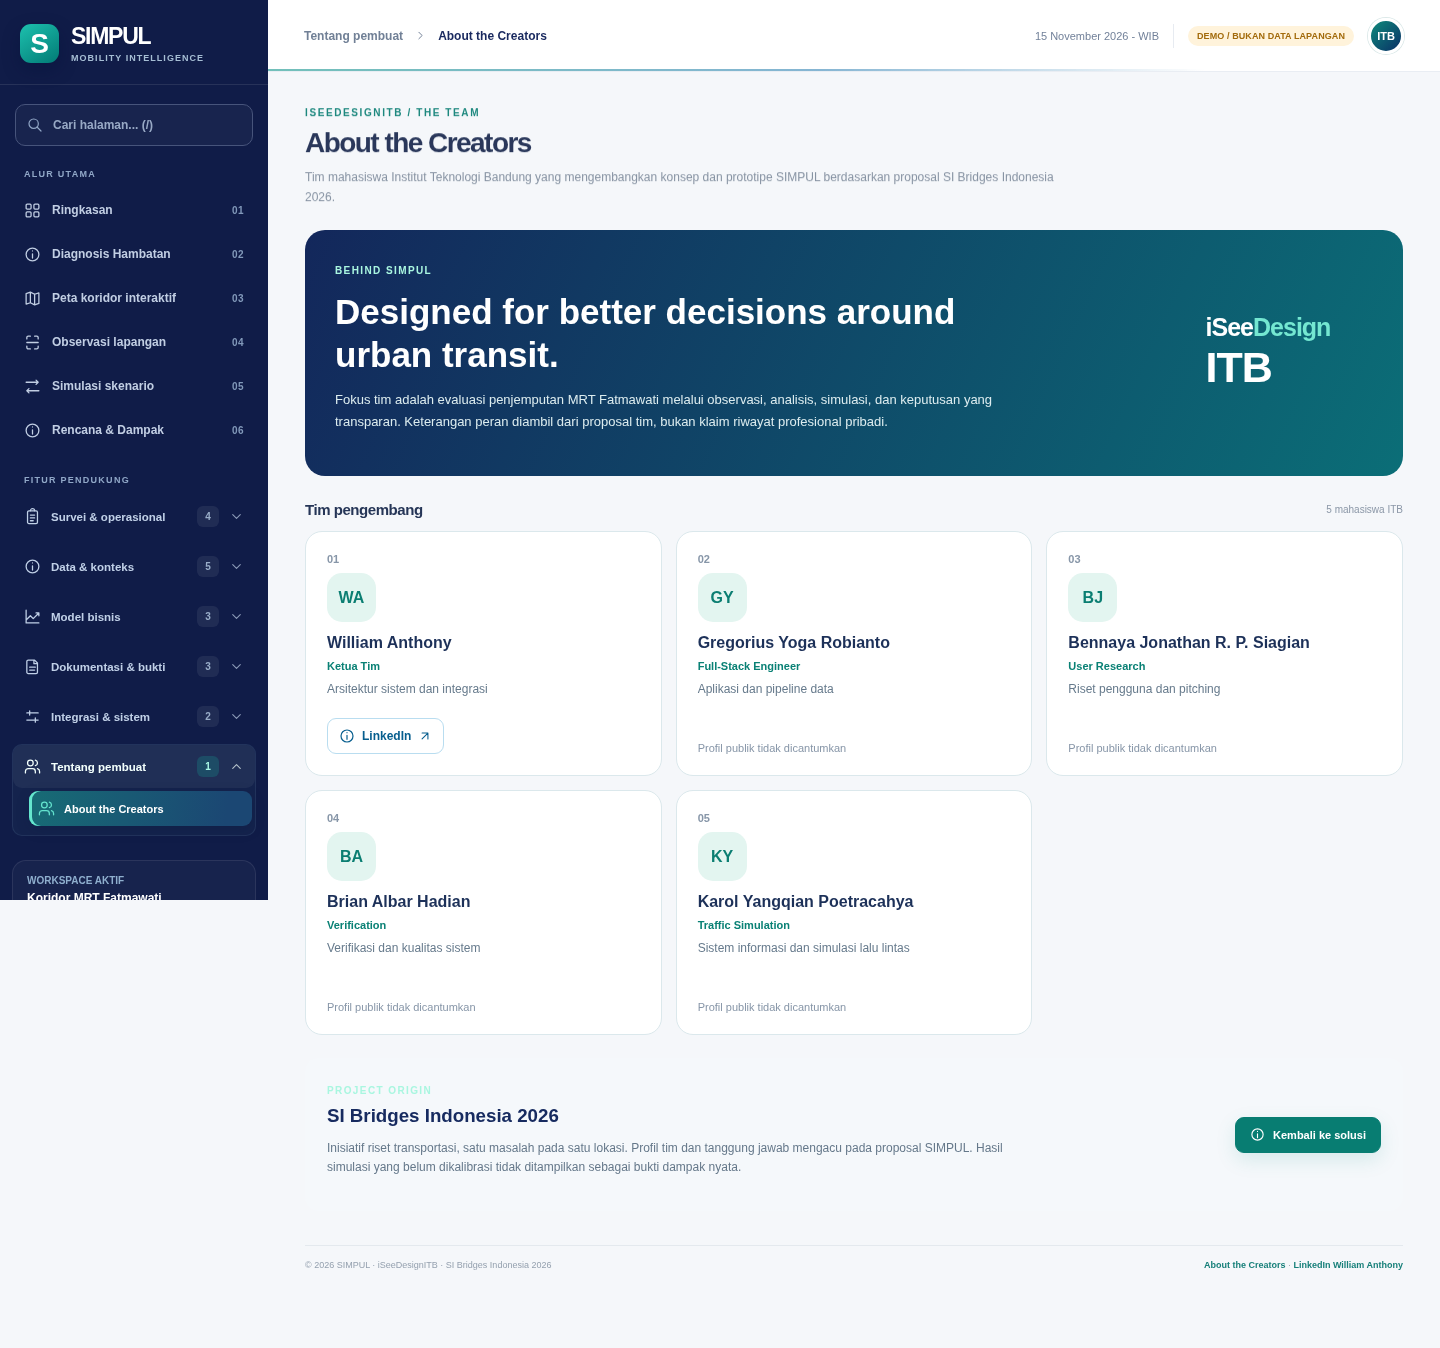 S
SIMPUL
MOBILITY INTELLIGENCE
Cari halaman... (/)
ALUR UTAMA
Ringkasan 01
Diagnosis Hambatan 02
Peta koridor interaktif 03
Observasi lapangan 04
Simulasi skenario 05
Rencana & Dampak 06
FITUR PENDUKUNG
Survei & operasional 4
Data & konteks 5
Model bisnis 3
Dokumentasi & bukti 3
Integrasi & sistem 2
Tentang pembuat 1
About the Creators
WORKSPACE AKTIF
Koridor MRT Fatmawati
Tentang pembuat > About the Creators
15 November 2026 - WIB
DEMO / BUKAN DATA LAPANGAN
ITB
ISEEDESIGNITB / THE TEAM
About the Creators
Tim mahasiswa Institut Teknologi Bandung yang mengembangkan konsep dan prototipe SIMPUL berdasarkan proposal SI Bridges Indonesia
2026.
BEHIND SIMPUL
Designed for better decisions around
urban transit.
Fokus tim adalah evaluasi penjemputan MRT Fatmawati melalui observasi, analisis, simulasi, dan keputusan yang
transparan. Keterangan peran diambil dari proposal tim, bukan klaim riwayat profesional pribadi.
iSeeDesign
ITB
Tim pengembang
5 mahasiswa ITB
01
WA
William Anthony
Ketua Tim
Arsitektur sistem dan integrasi
LinkedIn
02
GY
Gregorius Yoga Robianto
Full-Stack Engineer
Aplikasi dan pipeline data
Profil publik tidak dicantumkan
03
BJ
Bennaya Jonathan R. P. Siagian
User Research
Riset pengguna dan pitching
Profil publik tidak dicantumkan
04
BA
Brian Albar Hadian
Verification
Verifikasi dan kualitas sistem
Profil publik tidak dicantumkan
05
KY
Karol Yangqian Poetracahya
Traffic Simulation
Sistem informasi dan simulasi lalu lintas
Profil publik tidak dicantumkan
PROJECT ORIGIN
SI Bridges Indonesia 2026
Inisiatif riset transportasi, satu masalah pada satu lokasi. Profil tim dan tanggung jawab mengacu pada proposal SIMPUL. Hasil
simulasi yang belum dikalibrasi tidak ditampilkan sebagai bukti dampak nyata.
Kembali ke solusi
© 2026 SIMPUL · iSeeDesignITB · SI Bridges Indonesia 2026
About the Creators · LinkedIn William Anthony